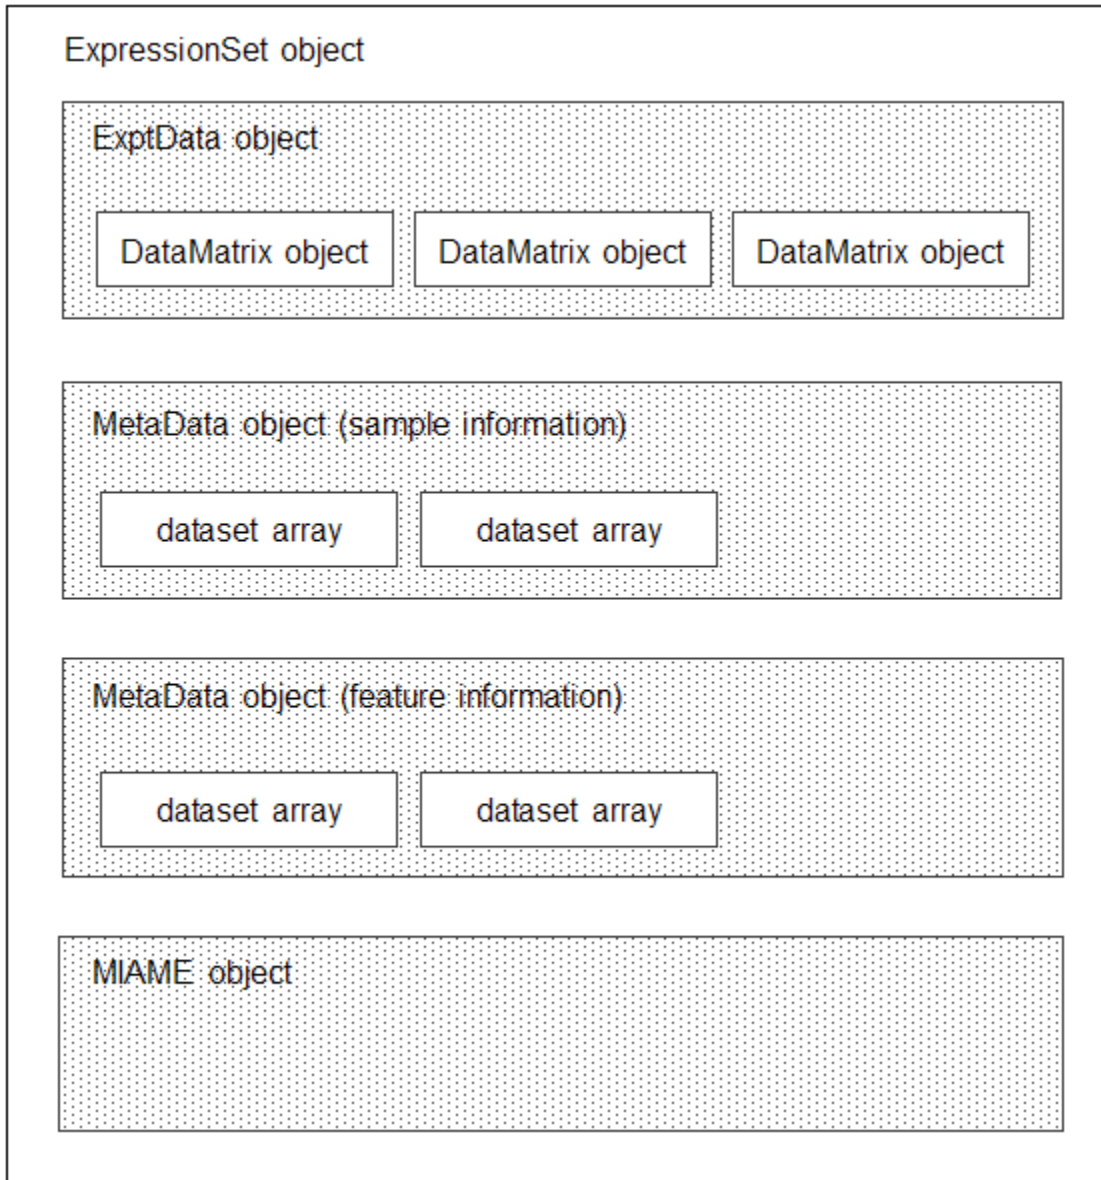 ExpressionSet object
ExptData object
DataMatrix object DataMatrix object DataMatrix object
MetaData object (sample information)
dataset array dataset array
MetaData object (feature information)
dataset array dataset array
MIAME object